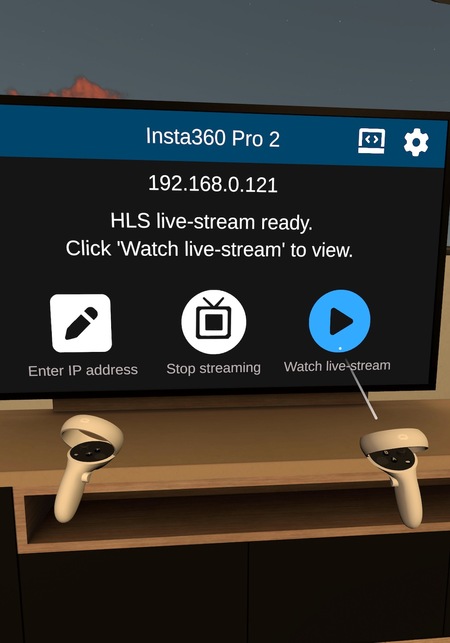 Insta360 Pro 2
192.168.0.121
HLS live-stream ready.
Click 'Watch live-stream' to view.
Enter IP address
Stop streaming
Watch live-stream